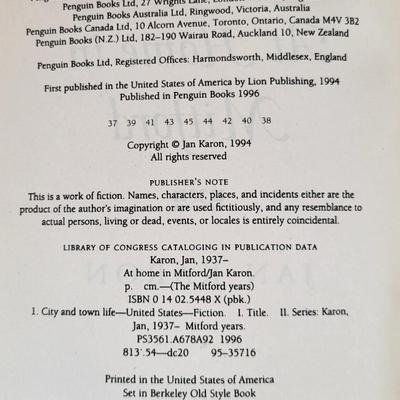 Penguin Books Ltd, 27 Wrights Lane,
Penguin Books Australia Ltd, Ringwood, Victoria, Australia
Penguin Books Canada Ltd, 10 Alcorn Avenue, Toronto, Ontario, Canada M4V 3B2
Penguin Books (N.Z.) Ltd, 182–190 Wairau Road, Auckland 10, New Zealand
Penguin Books Ltd, Registered Offices: Harmondsworth, Middlesex, England
First published in the United States of America by Lion Publishing, 1994
Published in Penguin Books 1996
37 39 41 43 45 44 42 40 38
Copyright © Jan Karon, 1994
All rights reserved
PUBLISHER'S NOTE
This is a work of fiction. Names, characters, places, and incidents either are the
product of the author's imagination or are used fictitiously, and any resemblance to
actual persons, living or dead, events, or locales is entirely coincidental.
LIBRARY OF CONGRESS CATALOGING IN PUBLICATION DATA
Karon, Jan, 1937–
At home in Mitford/Jan Karon.
p. cm.—(The Mitford years)
ISBN 0 14 02.5448 X (pbk.)
1. City and town life—United States—Fiction. I. Title. II. Series: Karon,
Jan, 1937– Mitford years.
PS3561.A678A92 1996
813'.54—dc20 95–35716
Printed in the United States of America
Set in Berkeley Old Style Book